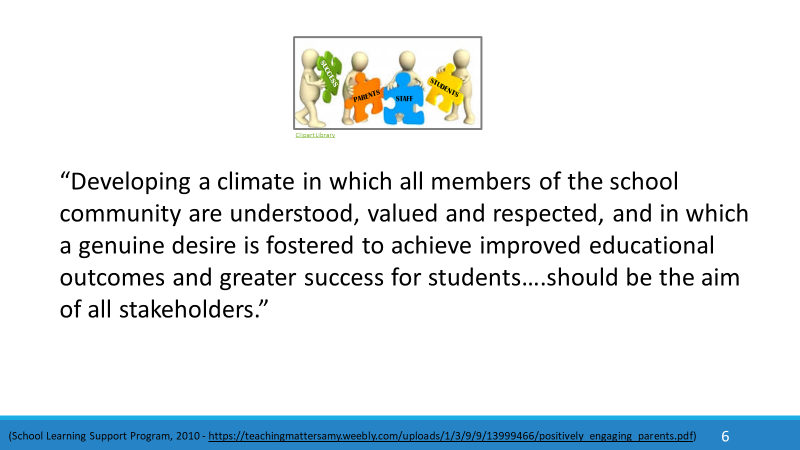 SUCCESS
PARENTS
STAFF
STUDENTS
Clipart Library
“Developing a climate in which all members of the school
community are understood, valued and respected, and in which
a genuine desire is fostered to achieve improved educational
outcomes and greater success for students….should be the aim
of all stakeholders.”
(School Learning Support Program, 2010 - https://teachingmattersamy.weebly.com/uploads/1/3/9/9/13999466/positively_engaging_parents.pdf)
6